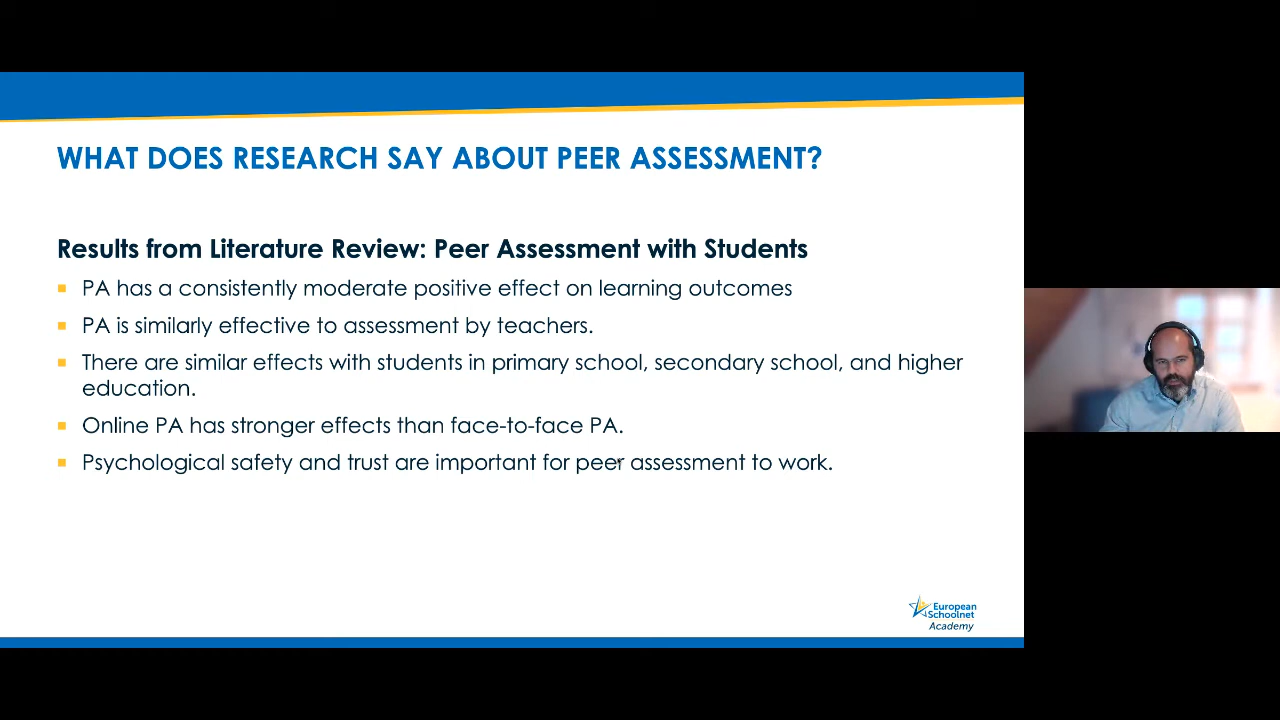 WHAT DOES RESEARCH SAY ABOUT PEER ASSESSMENT?
Results from Literature Review: Peer Assessment with Students
PA has a consistently moderate positive effect on learning outcomes
PA is similarly effective to assessment by teachers.
There are similar effects with students in primary school, secondary school, and higher
education.
Online PA has stronger effects than face-to-face PA.
Psychological safety and trust are important for peer assessment to work.
European
Schoolnet
Academy